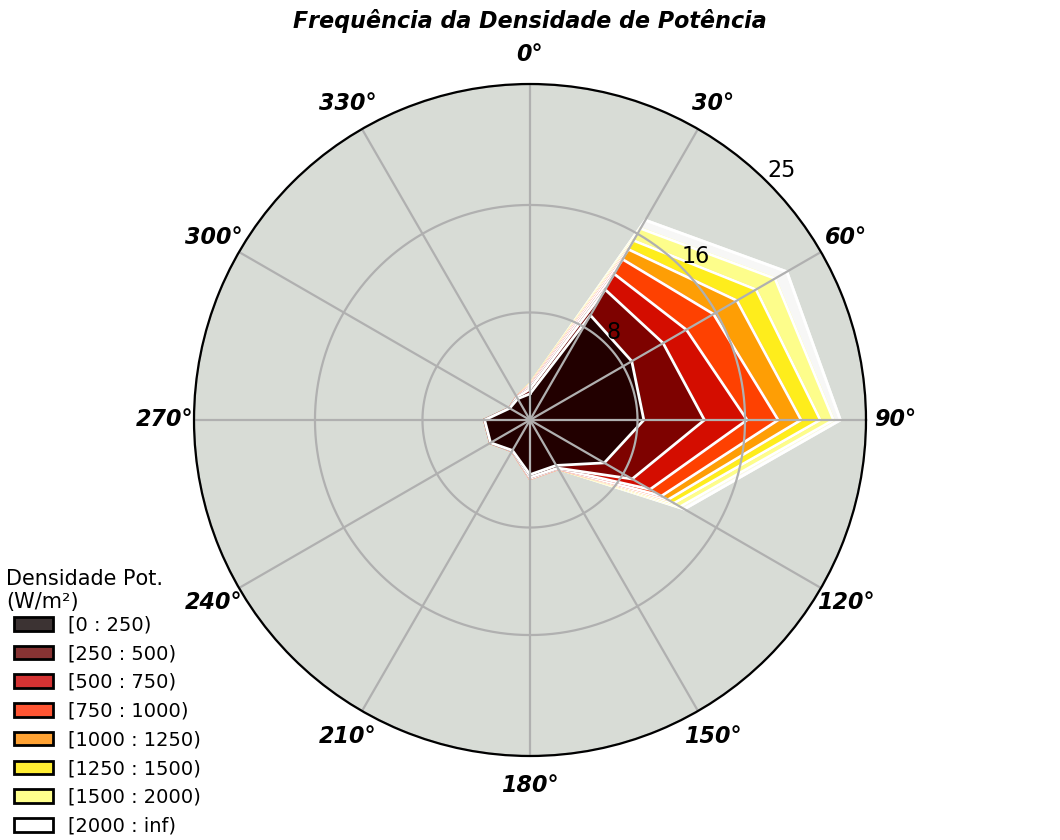 Frequência da Densidade de Potência
0°
330°
30°
25
300°
60°
16
8
270°
90°
240°
120°
210°
150°
180°
Densidade Pot.
(W/m²)
[0 : 250)
[250 : 500)
[500 : 750)
[750 : 1000)
[1000 : 1250)
[1250 : 1500)
[1500 : 2000)
[2000 : inf)